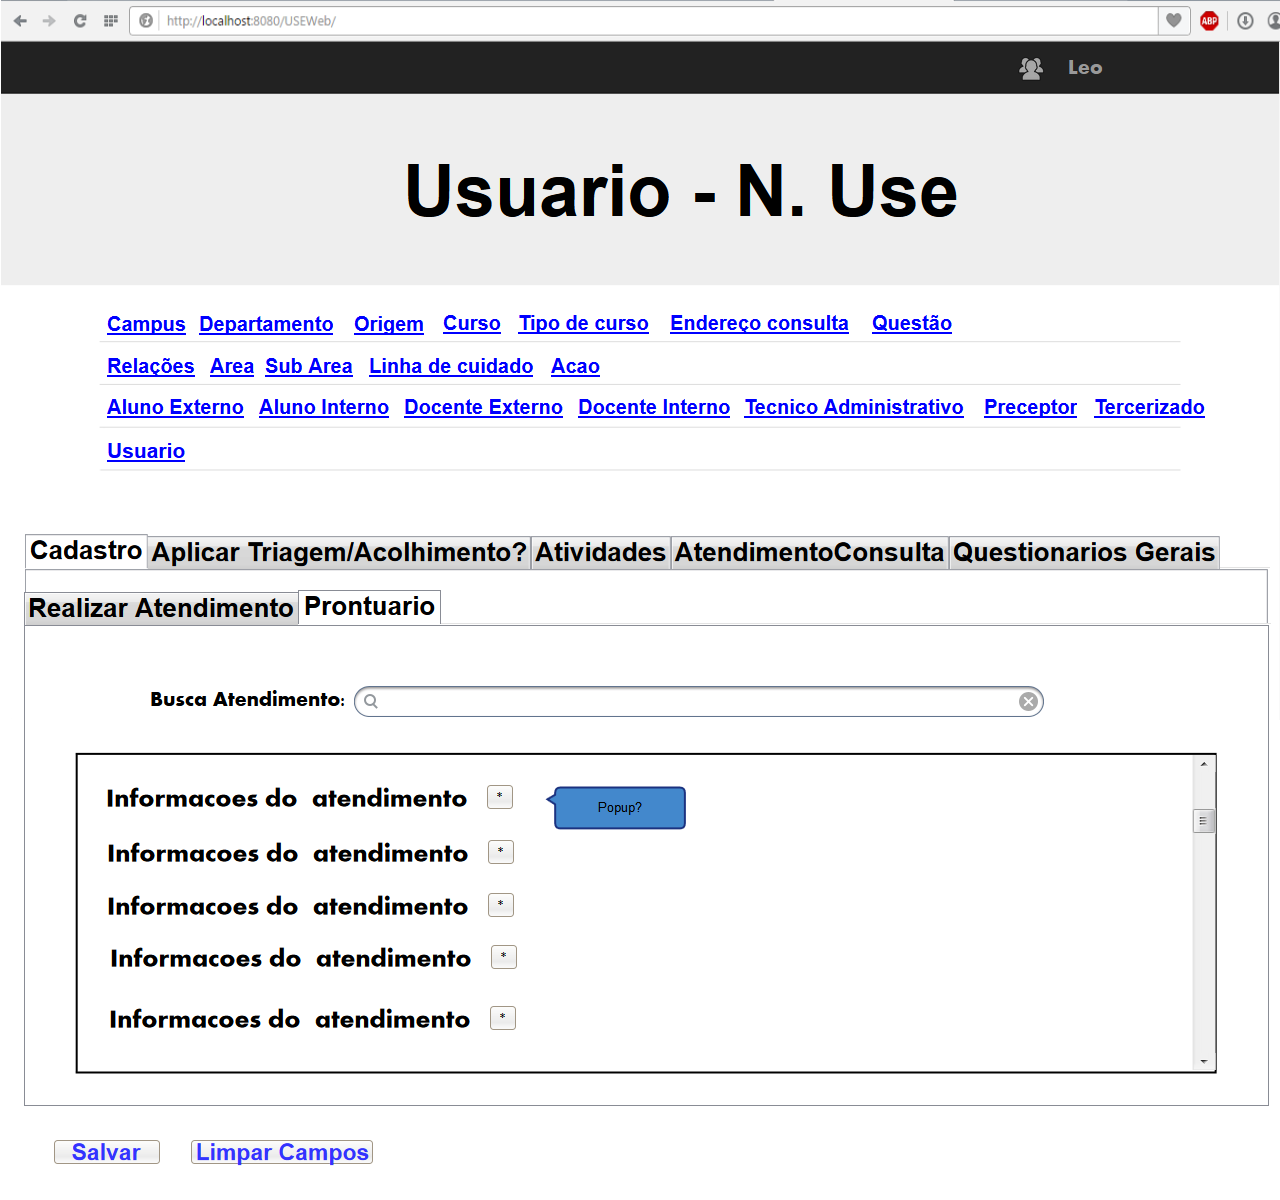 http://localhost:8080/USEWeb/
ABP
Leo
Usuario - N. Use
Campus Departamento Origem Curso Tipo de curso Endereço consulta Questão
Relações Area Sub Area Linha de cuidado Acao
Aluno Externo Aluno Interno Docente Externo Docente Interno Tecnico Administrativo Preceptor Tercerizado
Usuario
Cadastro Aplicar Triagem/Acolhimento? Atividades AtendimentoConsulta Questionarios Gerais
Realizar Atendimento Prontuario
Busca Atendimento:
Informacoes do atendimento * Popup?
Informacoes do atendimento *
Informacoes do atendimento *
Informacoes do atendimento *
Informacoes do atendimento *
Salvar Limpar Campos